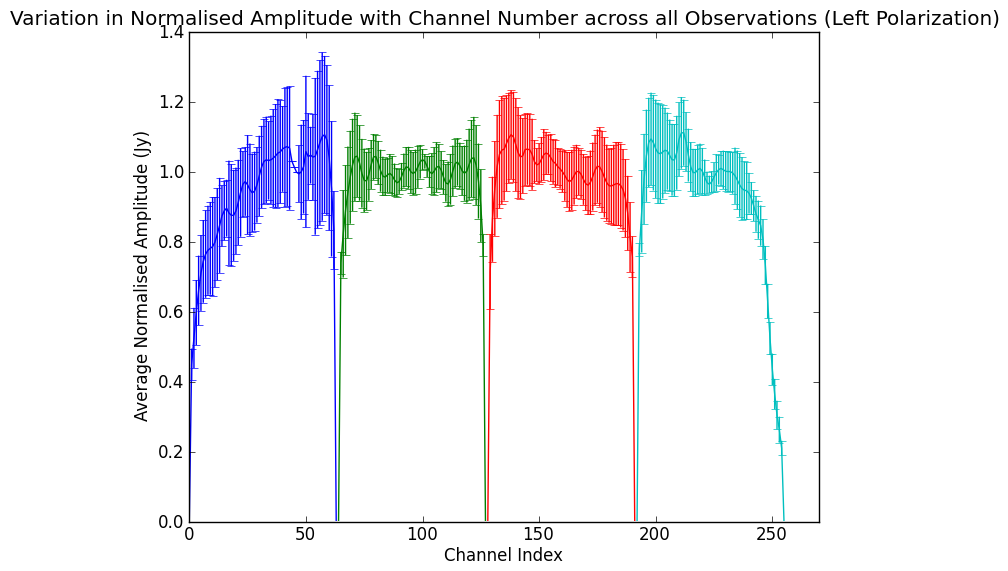 Variation in Normalised Amplitude with Channel Number across all Observations (Left Polarization)
1.4
1.2
1.0
0.8
0.6
0.4
0.2
0.0
Average Normalised Amplitude (Jy)
0 50 100 150 200 250
Channel Index